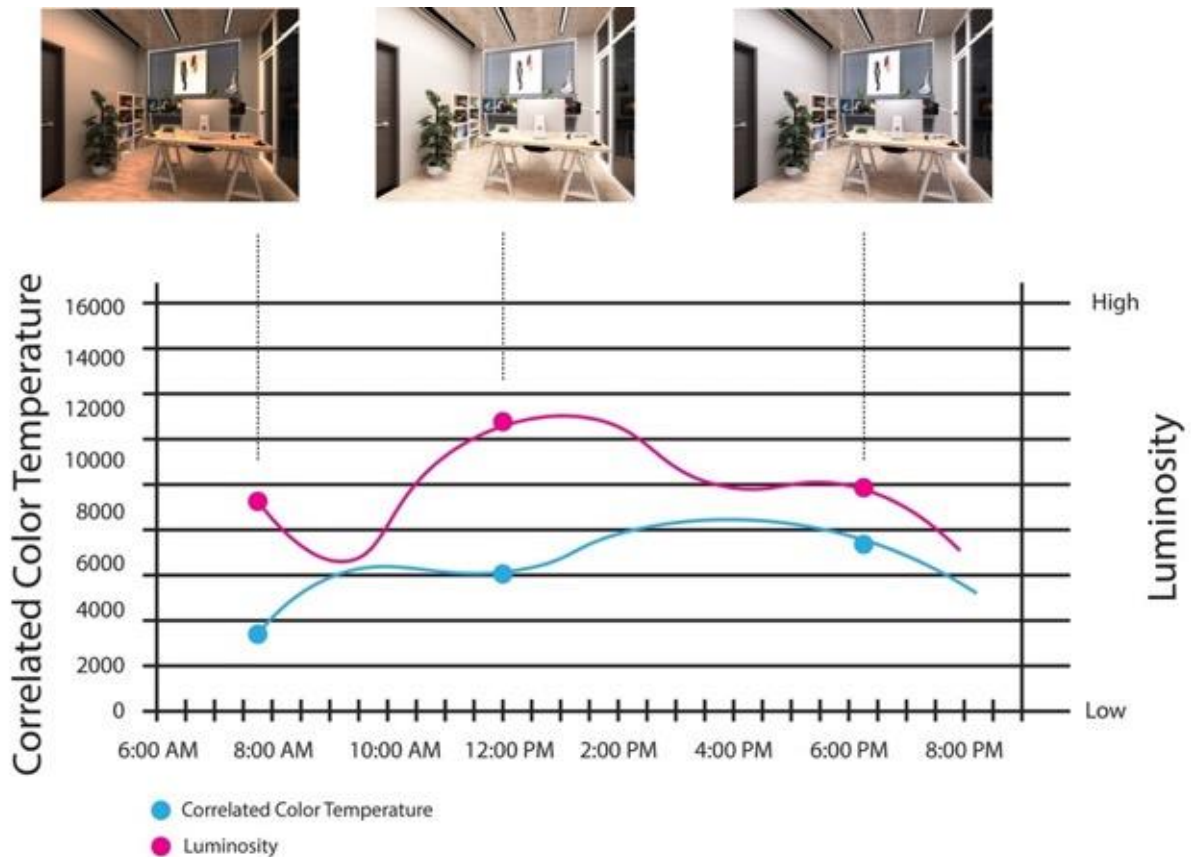 Correlated Color Temperature
16000
14000
12000
10000
8000
6000
4000
2000
0
High
Low
Luminosity
6:00 AM 8:00 AM 10:00 AM 12:00 PM 2:00 PM 4:00 PM 6:00 PM 8:00 PM
Correlated Color Temperature
Luminosity